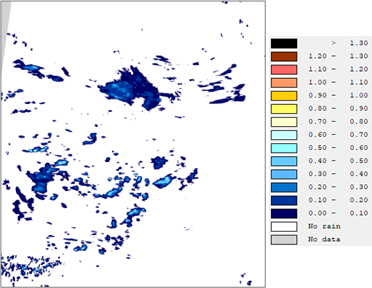 > 1.30
1.20 - 1.30
1.10 - 1.20
1.00 - 1.10
0.90 - 1.00
0.80 - 0.90
0.70 - 0.80
0.60 - 0.70
0.50 - 0.60
0.40 - 0.50
0.30 - 0.40
0.20 - 0.30
0.10 - 0.20
0.00 - 0.10
No rain
No data